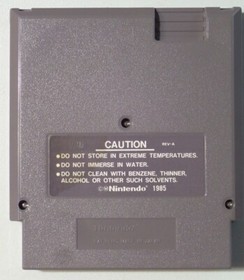 CAUTION REV A
•DO NOT STORE IN EXTREME TEMPERATURES.
•DO NOT IMMERSE IN WATER.
•DO NOT CLEAN WITH BENZENE, THINNER,
ALCOHOL OR OTHER SUCH SOLVENTS.
©®Nintendo® 1985